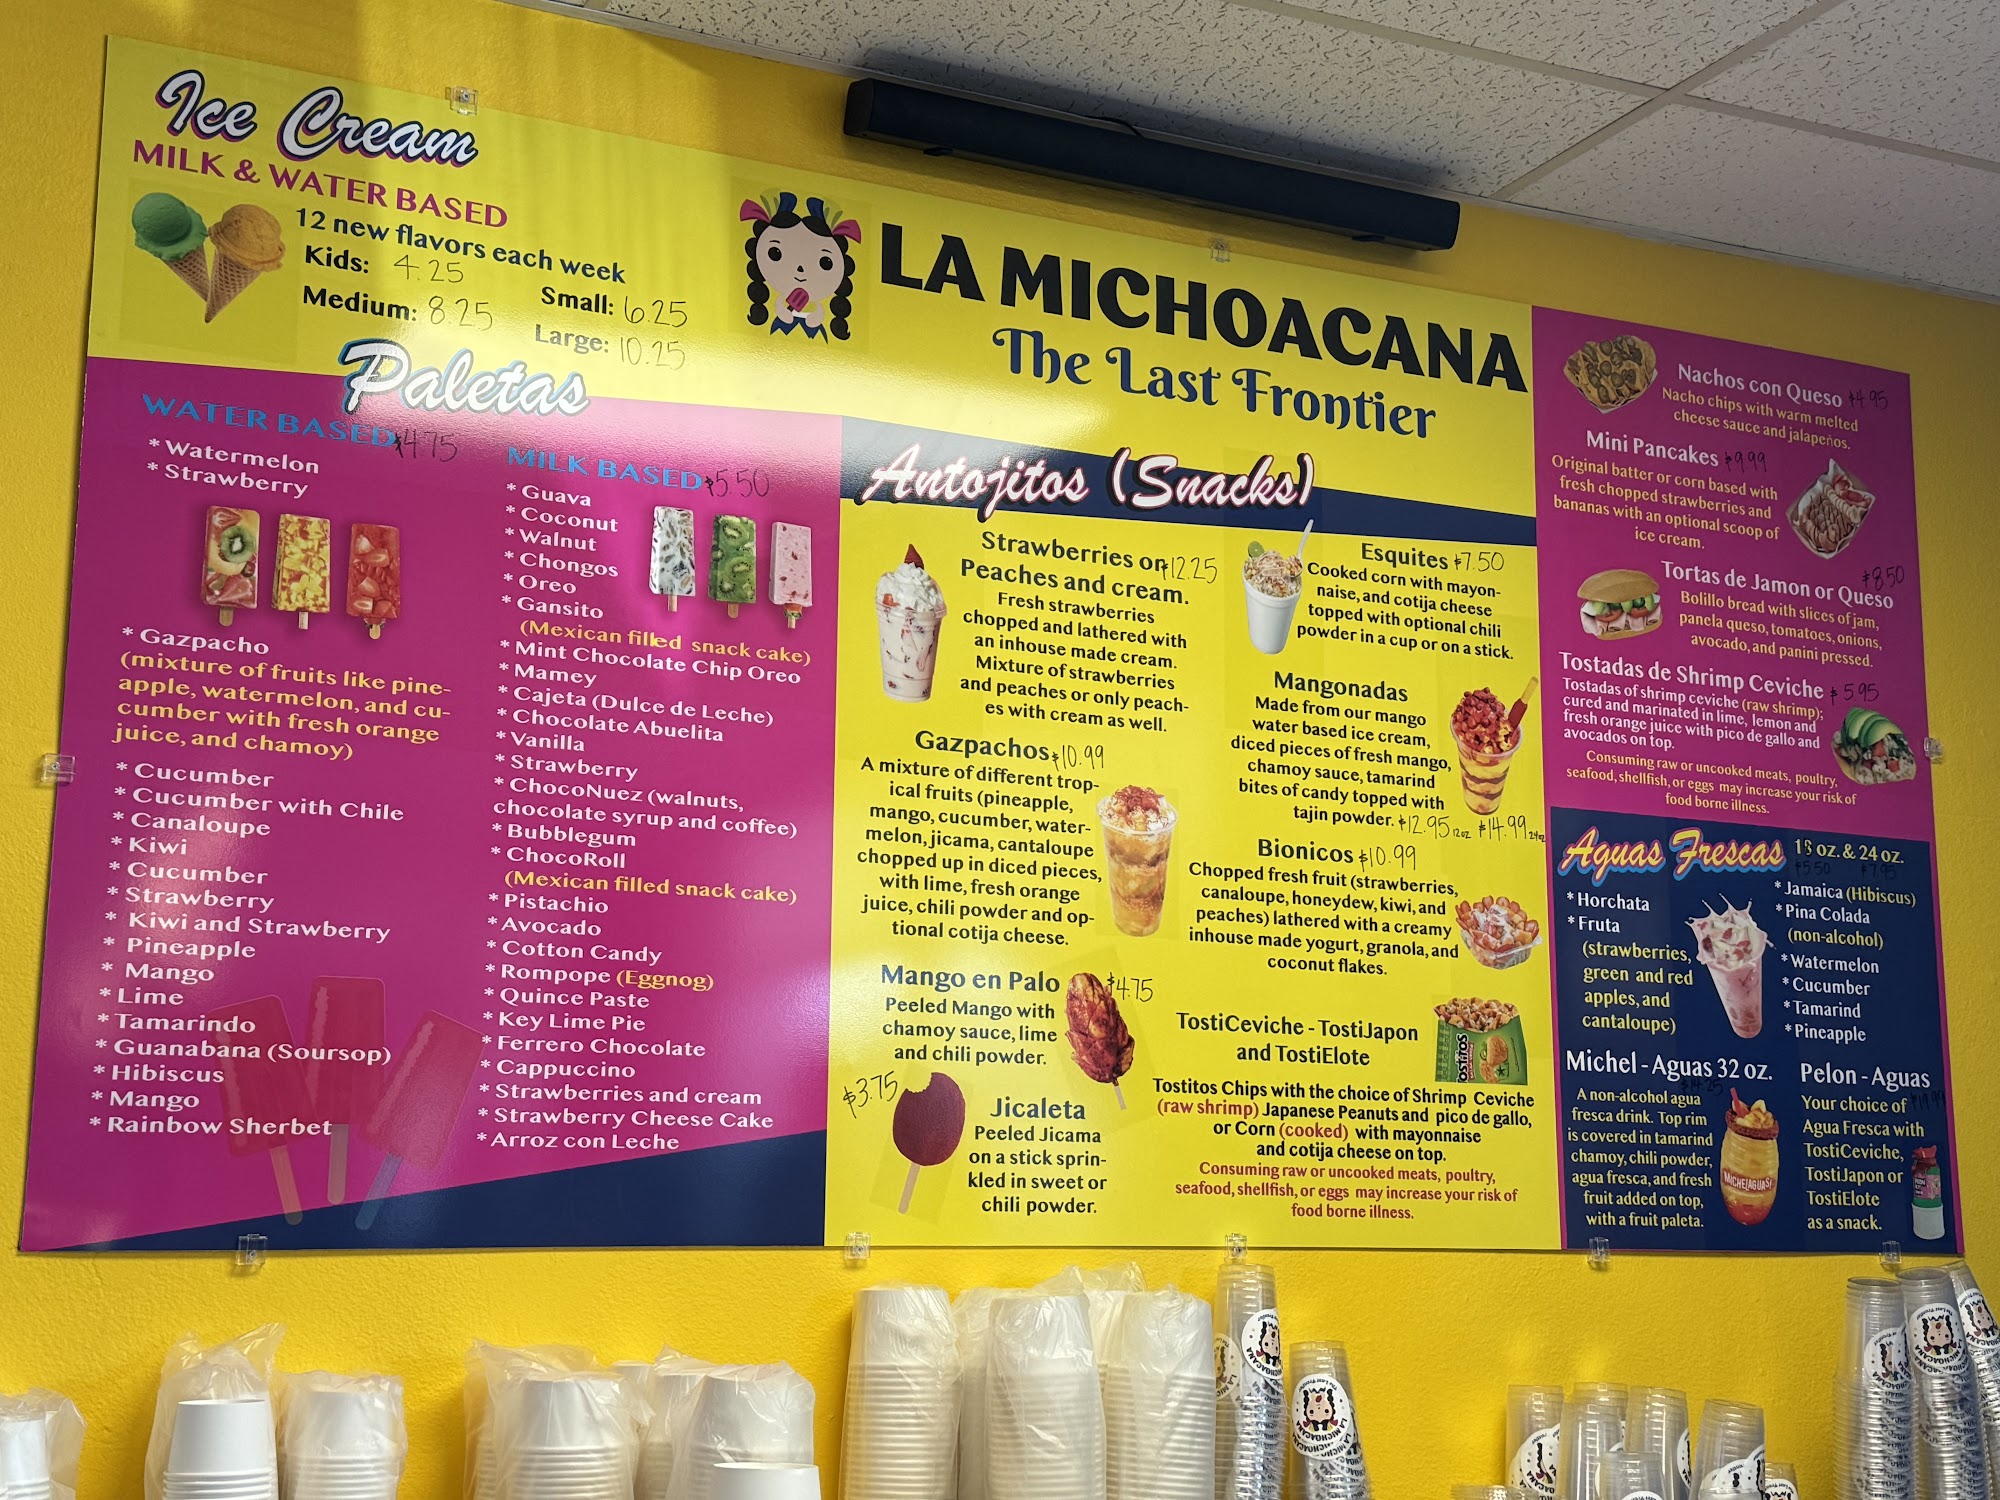 Ice Cream
MILK & WATER BASED
12 new flavors each week
Kids: 4.25
Small: 6.25
Medium: 8.25
Large: 10.25
LA MICHOACANA
The Last Frontier
Paletas
WATER BASED $4.75
* Watermelon
* Strawberry
* Gazpacho
(mixture of fruits like pine-
apple, watermelon, and cu-
cumber with fresh orange
juice, and chamoy)
* Cucumber
* Cucumber with Chile
* Canaloupe
* Kiwi
* Cucumber
* Strawberry
* Kiwi and Strawberry
* Pineapple
* Mango
* Lime
* Tamarindo
* Guanabana (Soursop)
* Hibiscus
* Mango
* Rainbow Sherbet
MILK BASED $5.50
* Guava
* Coconut
* Walnut
* Chongos
* Oreo
* Gansito
(Mexican filled snack cake)
* Mint Chocolate Chip Oreo
* Mamey
* Cajeta (Dulce de Leche)
* Chocolate Abuelita
* Vanilla
* Strawberry
* ChocoNuez (walnuts,
chocolate syrup and coffee)
* Bubblegum
* ChocoRoll
(Mexican filled snack cake)
* Pistachio
* Avocado
* Cotton Candy
* Rompope (Eggnog)
* Quince Paste
* Key Lime Pie
* Ferrero Chocolate
* Cappuccino
* Strawberries and cream
* Strawberry Cheese Cake
* Arroz con Leche
Antojitos (Snacks)
Strawberries or $12.25
Peaches and cream.
Fresh strawberries
chopped and lathered with
an inhouse made cream.
Mixture of strawberries
and peaches or only peach-
es with cream as well.
Gazpachos $10.99
A mixture of different trop-
ical fruits (pineapple,
mango, cucumber, water-
melon, jicama, cantaloupe
chopped up in diced pieces,
with lime, fresh orange
juice, chili powder and op-
tional cotija cheese.
Mango en Palo $4.75
Peeled Mango with
chamoy sauce, lime
and chili powder.
$3.75
Jicaleta
Peeled Jicama
on a stick sprin-
kled in sweet or
chili powder.
Esquites $7.50
Cooked corn with mayon-
naise, and cotija cheese
topped with optional chili
powder in a cup or on a stick.
Mangonadas
Made from our mango
water based ice cream,
diced pieces of fresh mango,
chamoy sauce, tamarind
bites of candy topped with
tajin powder. $12.95 12oz $14.99 24oz
Bionicos $10.99
Chopped fresh fruit (strawberries,
canaloupe, honeydew, kiwi, and
peaches) lathered with a creamy
inhouse made yogurt, granola, and
coconut flakes.
TostiCeviche - TostiJapon
and TostiElote
Tostitos
Tostitos Chips with the choice of Shrimp Ceviche
(raw shrimp) Japanese Peanuts and pico de gallo,
or Corn (cooked) with mayonnaise
and cotija cheese on top.
Consuming raw or uncooked meats, poultry,
seafood, shellfish, or eggs may increase your risk of
food borne illness.
Nachos con Queso $4.95
Nacho chips with warm melted
cheese sauce and jalapeños.
Mini Pancakes $9.99
Original batter or corn based with
fresh chopped strawberries and
bananas with an optional scoop of
ice cream.
Tortas de Jamon or Queso $8.50
Bolillo bread with slices of jam,
panela queso, tomatoes, onions,
avocado, and panini pressed.
Tostadas de Shrimp Ceviche $5.95
Tostadas of shrimp ceviche (raw shrimp);
cured and marinated in lime, lemon and
fresh orange juice with pico de gallo and
avocados on top.
Consuming raw or uncooked meats, poultry,
seafood, shellfish, or eggs may increase your risk of
food borne illness.
Aguas Frescas
oz. & 24 oz.
$5.50 $7.95
* Horchata
* Fruta
(strawberries,
green and red
apples, and
cantaloupe)
* Jamaica (Hibiscus)
* Pina Colada
(non-alcohol)
* Watermelon
* Cucumber
* Tamarind
* Pineapple
Michel - Aguas 32 oz.
$14.25
A non-alcohol agua
fresca drink. Top rim
is covered in tamarind
chamoy, chili powder,
agua fresca, and fresh
fruit added on top,
with a fruit paleta.
MICHELAGUAS!
Pelon - Aguas
Your choice of
Agua Fresca with
TostiCeviche,
TostiJapon or
TostiElote
as a snack.
LA MICHOACANA
LA MICHOACANA
LA MICHOACANA